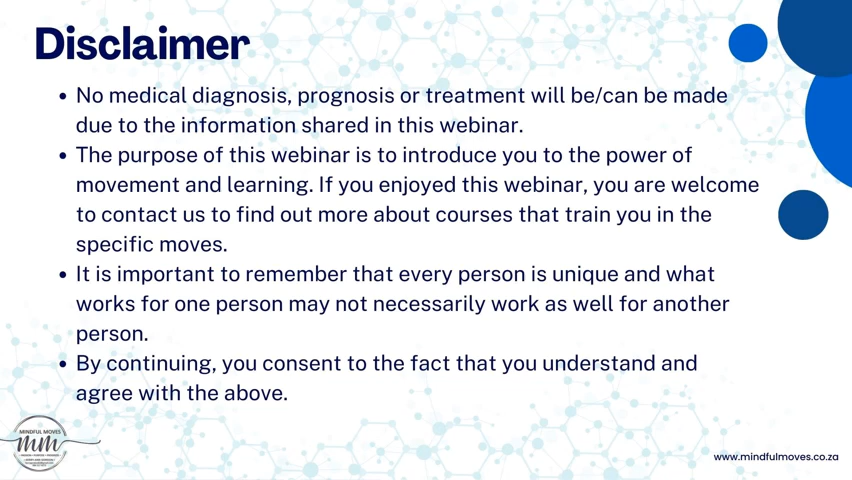 Disclaimer
• No medical diagnosis, prognosis or treatment will be/can be made
due to the information shared in this webinar.
• The purpose of this webinar is to introduce you to the power of
movement and learning. If you enjoyed this webinar, you are welcome
to contact us to find out more about courses that train you in the
specific moves.
• It is important to remember that every person is unique and what
works for one person may not necessarily work as well for another
person.
• By continuing, you consent to the fact that you understand and
agree with the above.
MINDFUL MOVES
mm
www.mindfulmoves.co.za